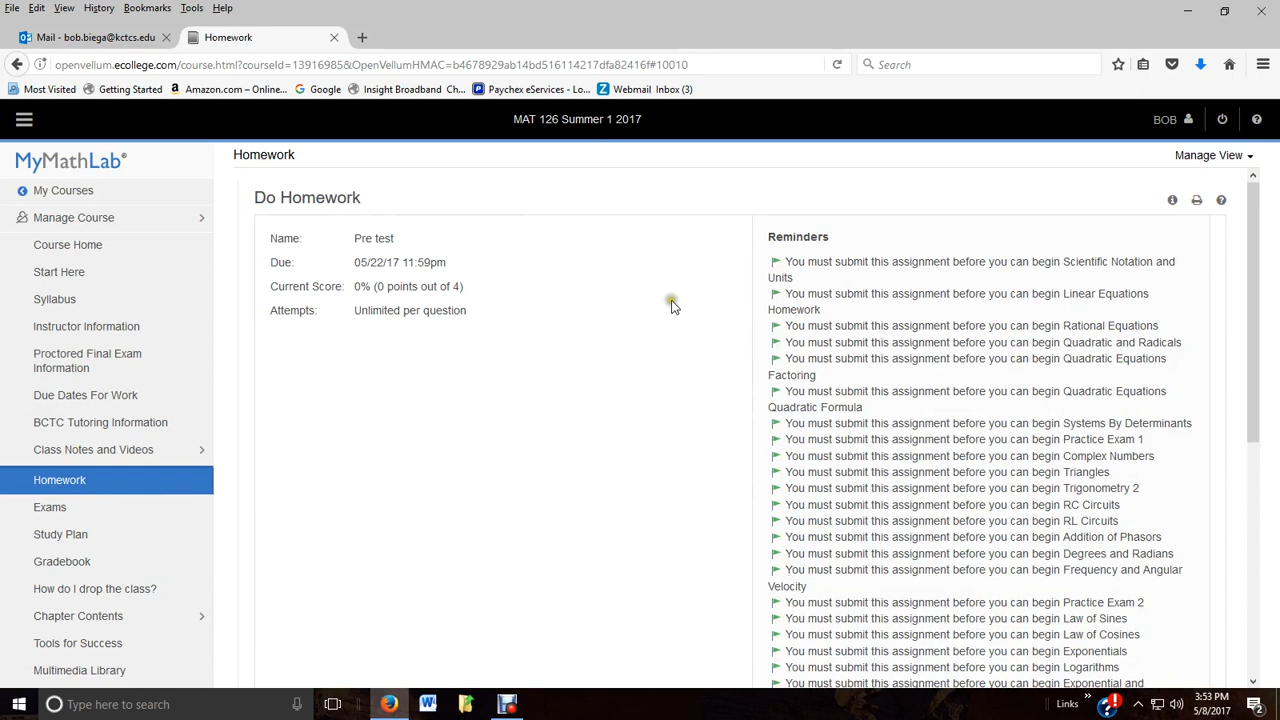 File Edit View History Bookmarks Tools Help
Mail - bob.biega@kctcs.edu
Homework
openvellum.ecollege.com/course.html?courseId=13916985&OpenVellumHMAC=b4678929ab14bd516114217dfa82416f#10010
Search
Most Visited Getting Started Amazon.com – Online... Google Insight Broadband Ch... Paychex eServices - Lo... Webmail Inbox (3)
MAT 126 Summer 1 2017
BOB
MyMathLab®
My Courses
Manage Course
Course Home
Start Here
Syllabus
Instructor Information
Proctored Final Exam
Information
Due Dates For Work
BCTC Tutoring Information
Class Notes and Videos
Homework
Exams
Study Plan
Gradebook
How do I drop the class?
Chapter Contents
Tools for Success
Multimedia Library
Homework
Manage View
Do Homework
Name: Pre test
Due: 05/22/17 11:59pm
Current Score: 0% (0 points out of 4)
Attempts: Unlimited per question
Reminders
You must submit this assignment before you can begin Scientific Notation and
Units
You must submit this assignment before you can begin Linear Equations
Homework
You must submit this assignment before you can begin Rational Equations
You must submit this assignment before you can begin Quadratic and Radicals
You must submit this assignment before you can begin Quadratic Equations
Factoring
You must submit this assignment before you can begin Quadratic Equations
Quadratic Formula
You must submit this assignment before you can begin Systems By Determinants
You must submit this assignment before you can begin Practice Exam 1
You must submit this assignment before you can begin Complex Numbers
You must submit this assignment before you can begin Triangles
You must submit this assignment before you can begin Trigonometry 2
You must submit this assignment before you can begin RC Circuits
You must submit this assignment before you can begin RL Circuits
You must submit this assignment before you can begin Addition of Phasors
You must submit this assignment before you can begin Degrees and Radians
You must submit this assignment before you can begin Frequency and Angular
Velocity
You must submit this assignment before you can begin Practice Exam 2
You must submit this assignment before you can begin Law of Sines
You must submit this assignment before you can begin Law of Cosines
You must submit this assignment before you can begin Exponentials
You must submit this assignment before you can begin Logarithms
You must submit this assignment before you can begin Exponential and
Type here to search
Links
3:53 PM
5/8/2017
2